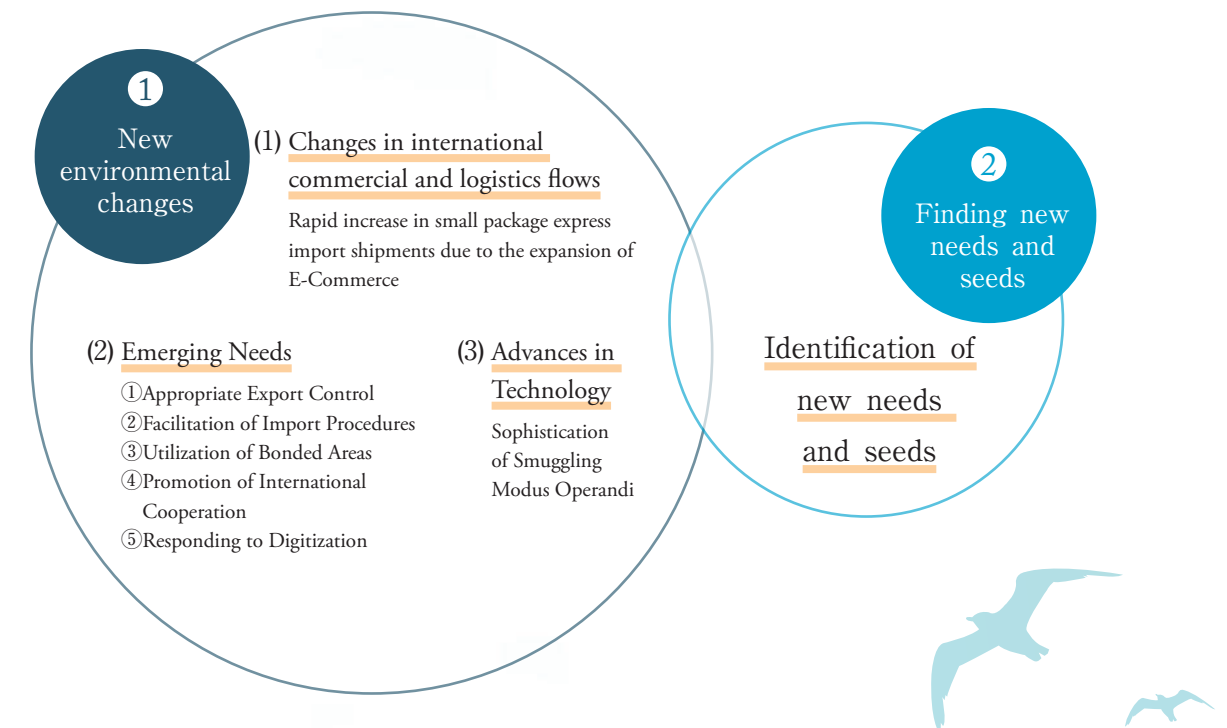 ❶
New
environmental
changes
(1) Changes in international
commercial and logistics flows
Rapid increase in small package express
import shipments due to the expansion of
E-Commerce
(2) Emerging Needs
①Appropriate Export Control
②Facilitation of Import Procedures
③Utilization of Bonded Areas
④Promotion of International
Cooperation
⑤Responding to Digitization
(3) Advances in
Technology
Sophistication
of Smuggling
Modus Operandi
❷
Finding new
needs and
seeds
Identification of
new needs
and seeds